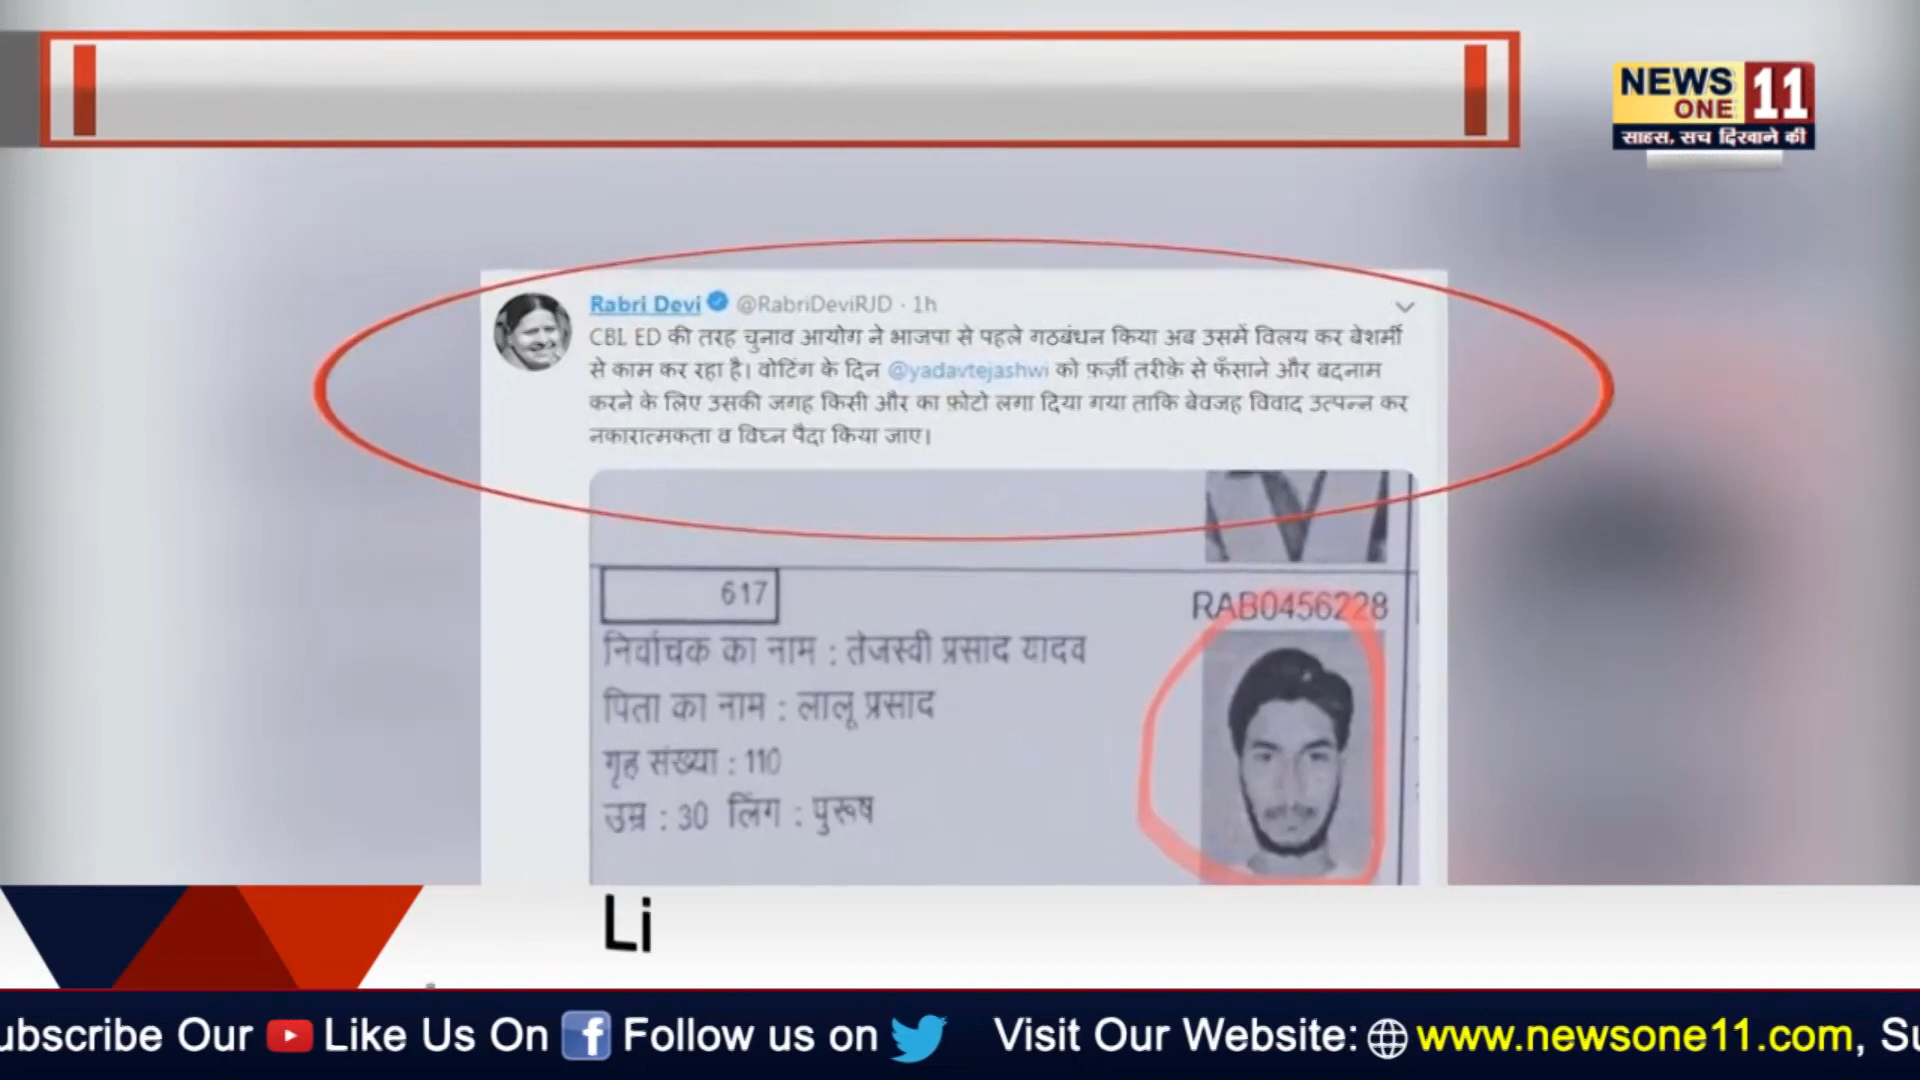 NEWS
ONE
11
साहस, सच दिखाने की
Rabri Devi @RabriDeviRJD · 1h
CBI, ED की तरह चुनाव आयोग ने भाजपा से पहले गठबंधन किया अब उसमें विलय कर बेशर्मी
से काम कर रहा है। वोटिंग के दिन @yadavtejashwi को फ़र्ज़ी तरीक़े से फँसाने और बदनाम
करने के लिए उसकी जगह किसी और का फ़ोटो लगा दिया गया ताकि बेवजह विवाद उत्पन्न कर
नकारात्मकता व विघ्न पैदा किया जाए।
617
RAB0456228
निर्वाचक का नाम : तेजस्वी प्रसाद यादव
पिता का नाम : लालू प्रसाद
गृह संख्या : 110
उम्र : 30 लिंग : पुरूष
Li
ubscribe Our Like Us On Follow us on Visit Our Website: www.newsone11.com, Su